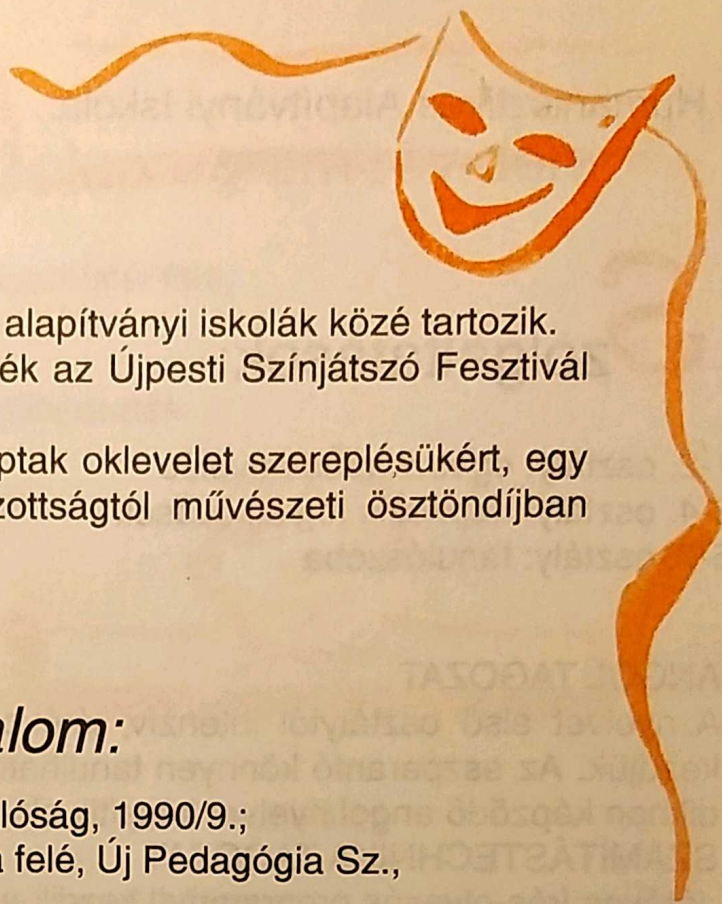 alapítványi iskolák közé tartozik.
ék az Újpesti Színjátszó Fesztivál
ptak oklevelet szereplésükért, egy
zottságtól művészeti ösztöndíjban
alom:
lóság, 1990/9.;
felé, Új Pedagógia Sz.,